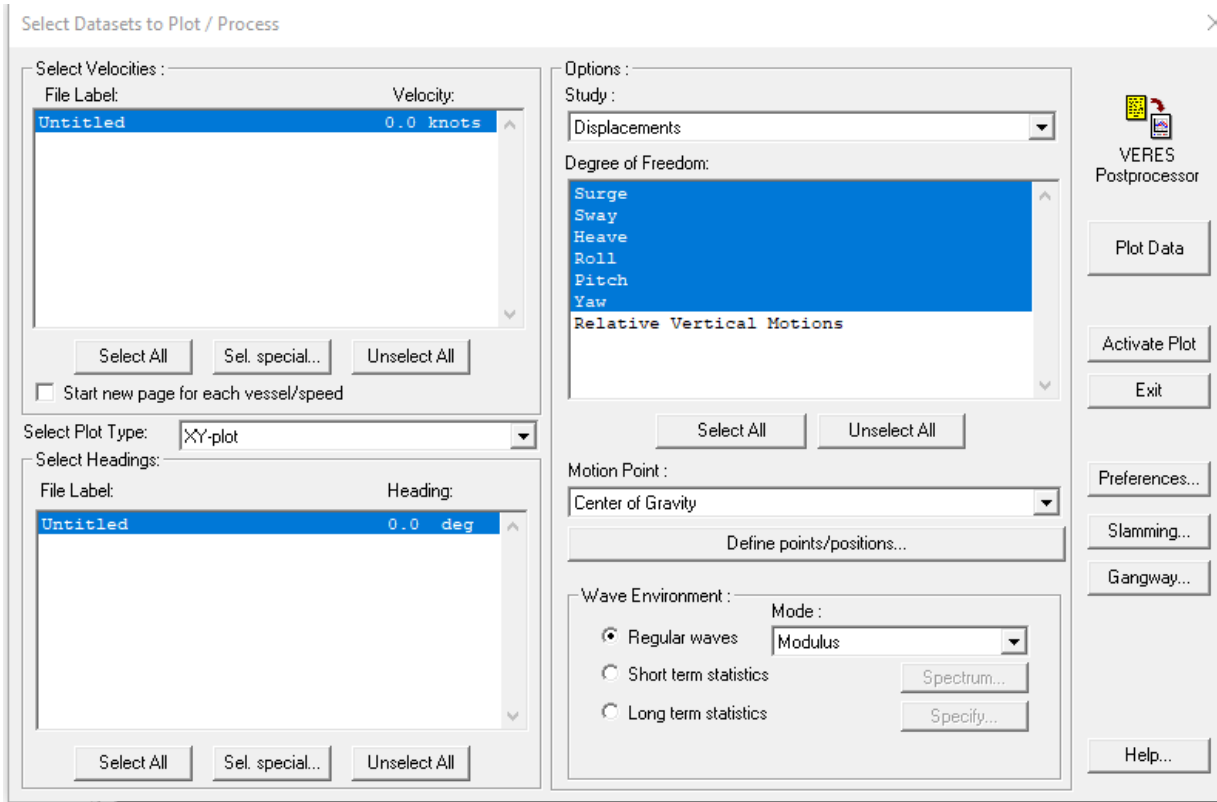 Select Datasets to Plot / Process
Select Velocities :
File Label: Velocity:
Untitled 0.0 knots
Select All Sel. special... Unselect All
Start new page for each vessel/speed
Select Plot Type: XY-plot
Select Headings:
File Label: Heading:
Untitled 0.0 deg
Select All Sel. special... Unselect All
Options :
Study :
Displacements
Degree of Freedom:
Surge
Sway
Heave
Roll
Pitch
Yaw
Relative Vertical Motions
Select All Unselect All
Motion Point :
Center of Gravity
Define points/positions...
Wave Environment :
Mode :
Regular waves Modulus
Short term statistics Spectrum...
Long term statistics Specify...
VERES
Postprocessor
Plot Data
Activate Plot
Exit
Preferences...
Slamming...
Gangway...
Help...